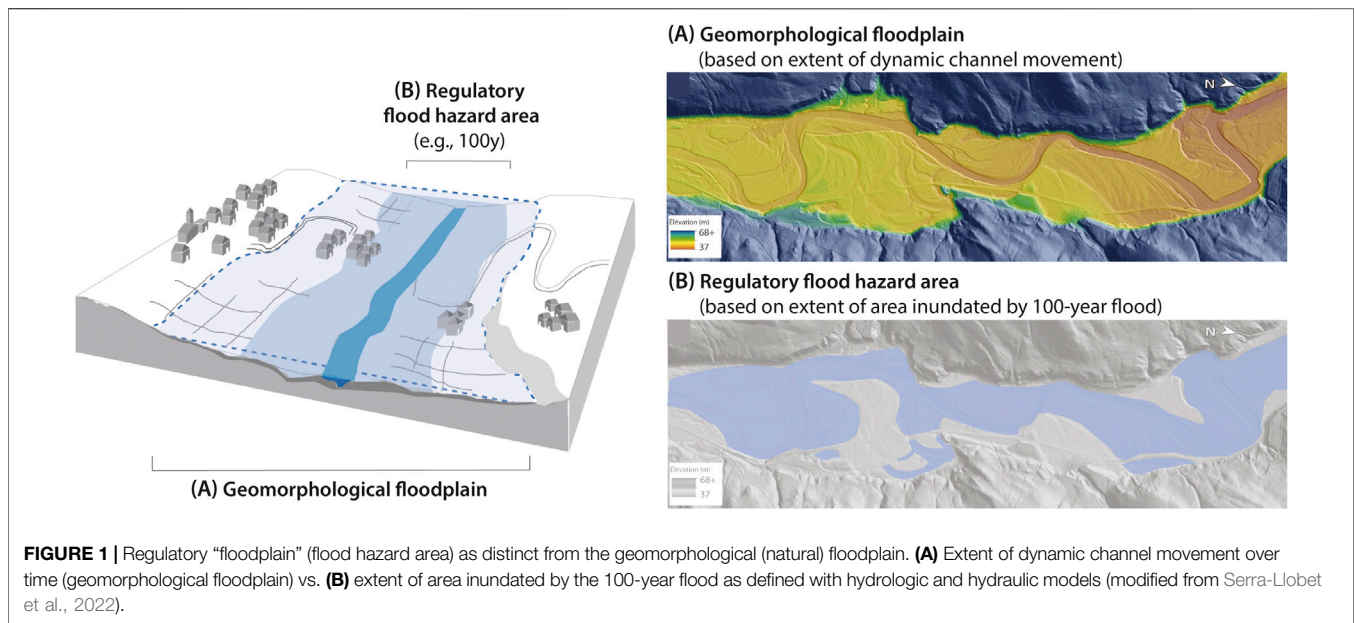 (B) Regulatory
flood hazard area
(e.g., 100y)
(A) Geomorphological floodplain
(A) Geomorphological floodplain
(based on extent of dynamic channel movement)
N
Élévation (m)
68+
37
(B) Regulatory flood hazard area
(based on extent of area inundated by 100-year flood)
N
Élévation (m)
68+
37
FIGURE 1 | Regulatory “floodplain” (flood hazard area) as distinct from the geomorphological (natural) floodplain. (A) Extent of dynamic channel movement over
time (geomorphological floodplain) vs. (B) extent of area inundated by the 100-year flood as defined with hydrologic and hydraulic models (modified from Serra-Llobet
et al., 2022).